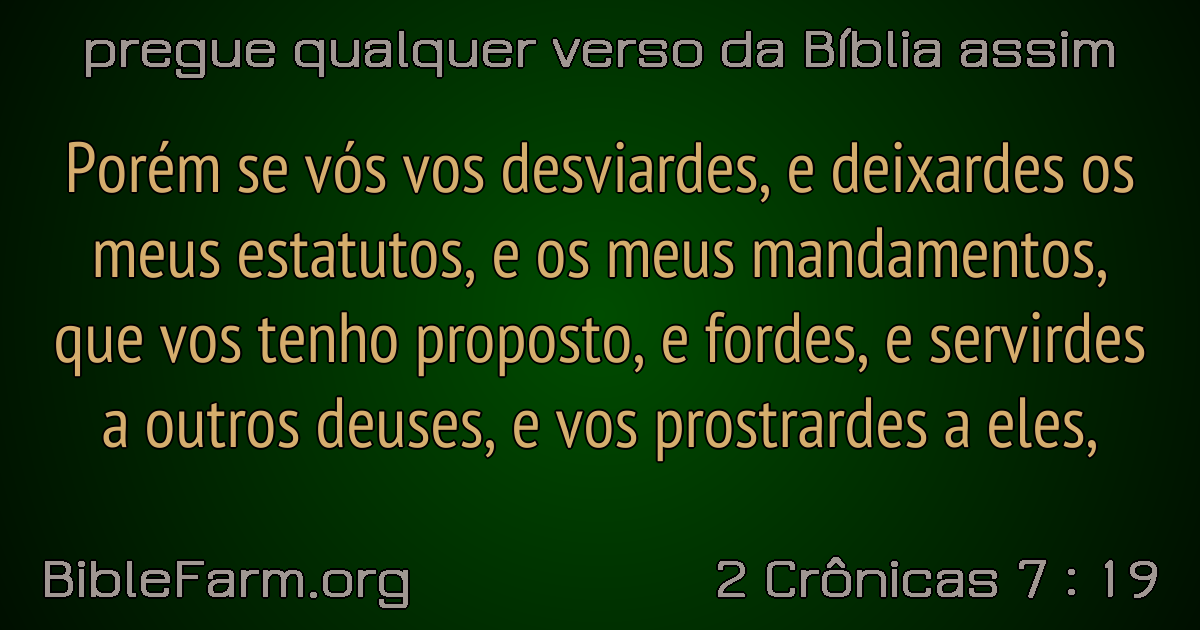 pregue qualquer verso da Bíblia assim
Porém se vós vos desviardes, e deixardes os
meus estatutos, e os meus mandamentos,
que vos tenho proposto, e fordes, e servirdes
a outros deuses, e vos prostrardes a eles,
BibleFarm.org
2 Crônicas 7 : 19